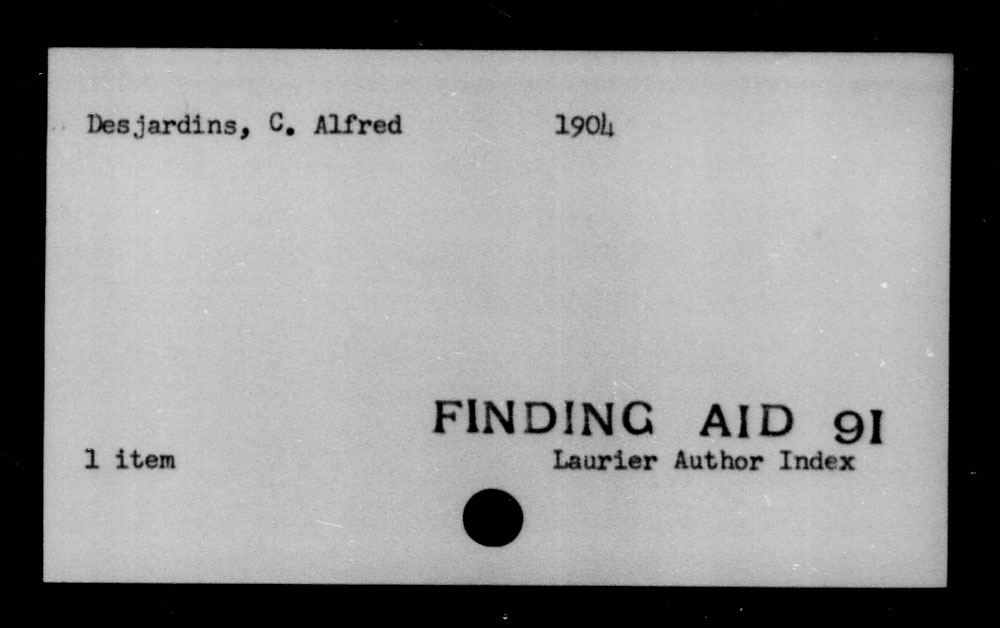 Desjardins, C. Alfred 1904
FINDING AID 91
1 item Laurier Author Index